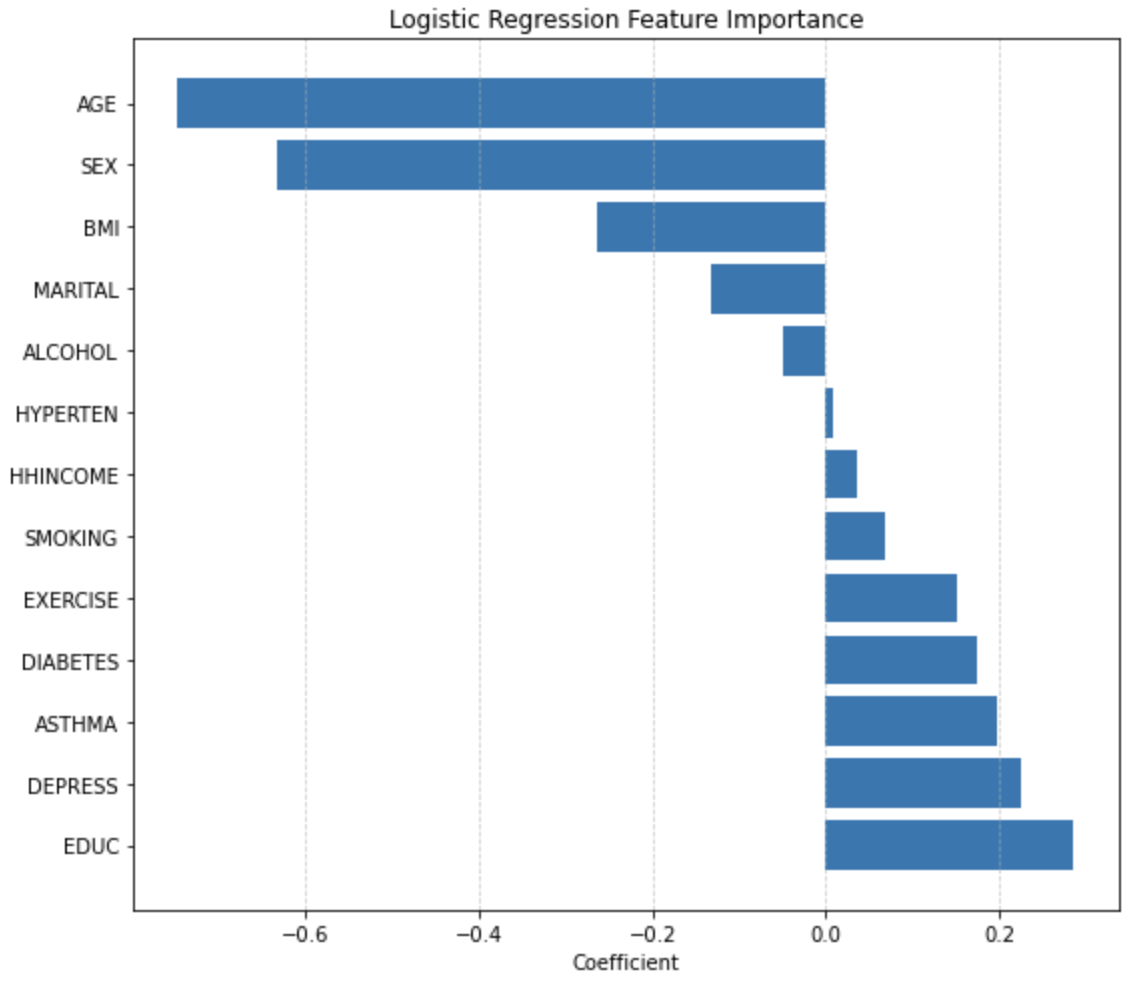 Logistic Regression Feature Importance
AGE
SEX
BMI
MARITAL
ALCOHOL
HYPERTEN
HHINCOME
SMOKING
EXERCISE
DIABETES
ASTHMA
DEPRESS
EDUC
−0.6 −0.4 −0.2 0.0 0.2
Coefficient